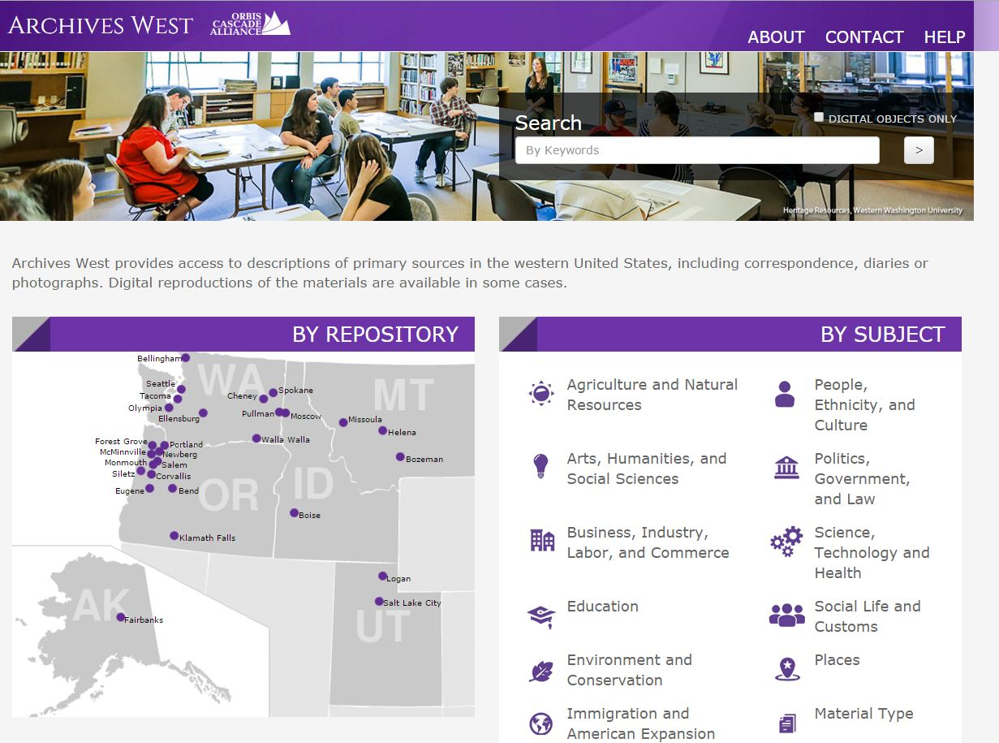 ARCHIVES WEST
ORBIS
CASCADE
ALLIANCE
ABOUT CONTACT HELP
Search
DIGITAL OBJECTS ONLY
By Keywords
>
Heritage Resources, Western Washington University
Archives West provides access to descriptions of primary sources in the western United States, including correspondence, diaries or
photographs. Digital reproductions of the materials are available in some cases.
BY REPOSITORY
Bellingham
WA
MT
Seattle
Tacoma
Olympia
Ellensburg
Cheney
Spokane
Pullman
Moscow
Missoula
Helena
Walla Walla
Bozeman
Forest Grove
Portland
McMinnville
Newberg
Monmouth
Salem
Siletz
Corvallis
Eugene
Bend
OR
ID
Boise
Klamath Falls
Logan
Salt Lake City
UT
AK
Fairbanks
BY SUBJECT
Agriculture and Natural
Resources
Arts, Humanities, and
Social Sciences
Business, Industry,
Labor, and Commerce
Education
Environment and
Conservation
Immigration and
American Expansion
People,
Ethnicity, and
Culture
Politics,
Government,
and Law
Science,
Technology and
Health
Social Life and
Customs
Places
Material Type